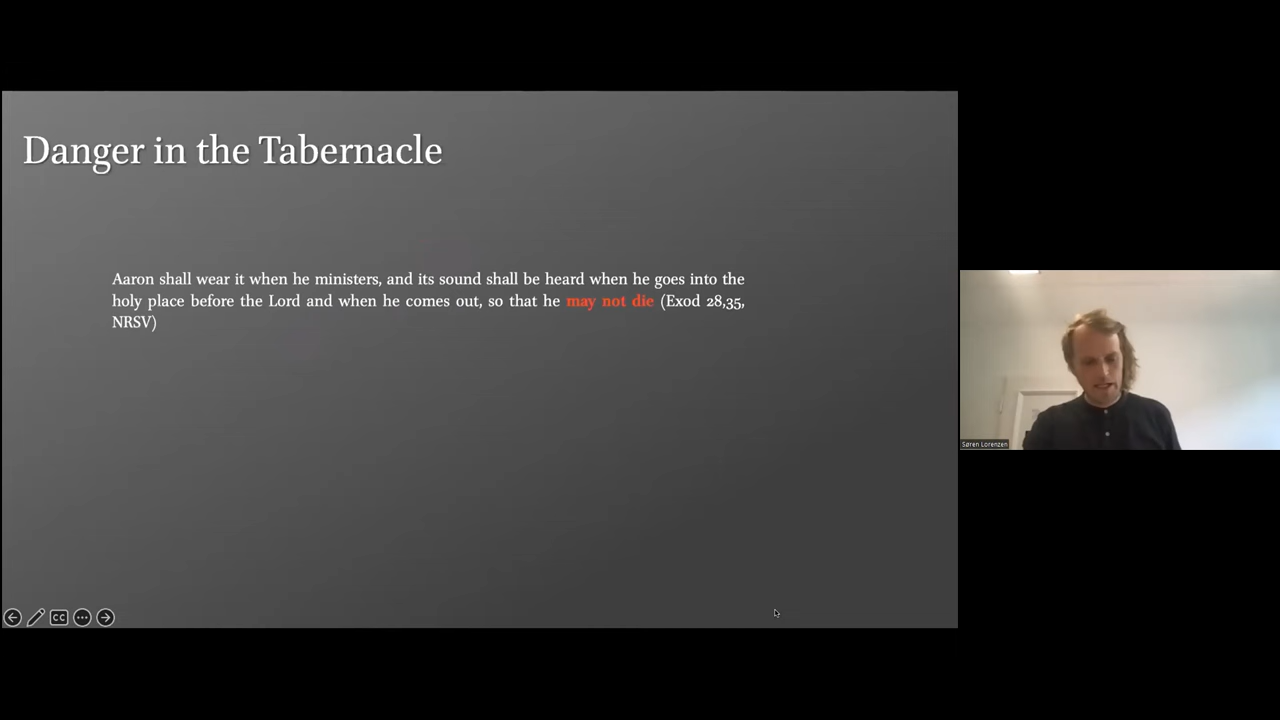 Danger in the Tabernacle
Aaron shall wear it when he ministers, and its sound shall be heard when he goes into the
holy place before the Lord and when he comes out, so that he may not die (Exod 28,35,
NRSV)
Søren Lorenzen
CC